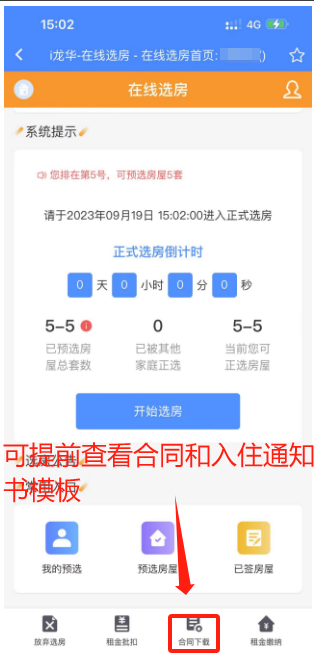 15:02 4G
i龙华-在线选房 - 在线选房首页:
在线选房
系统提示
您排在第5号，可预选房屋5套
请于2023年09月19日 15:02:00进入正式选房
正式选房倒计时
0 天 0 小时 0 分 0 秒
5–5 0 5–5
已预选房 已被其他 当前您可
屋总套数 家庭正选 正选房屋
开始选房
可提前查看合同和入住通知
书模板
我的预选 预选房屋 已签房屋
放弃选房 租金批扣 合同下载 租金缴纳